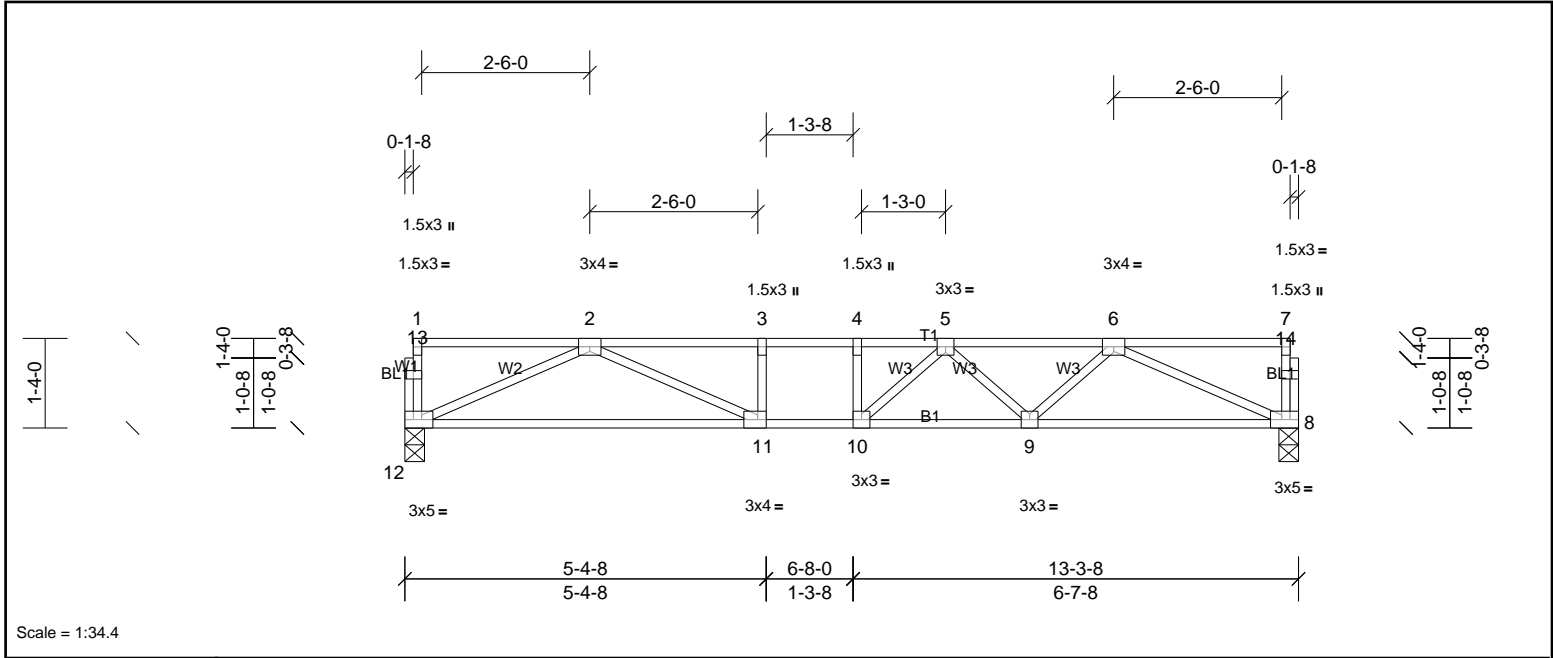 2-6-0
2-6-0
1-3-8
0-1-8
0-1-8
2-6-0
1-3-0
1.5x3 II
1.5x3 =
3x4 =
1.5x3 II
1.5x3 II
3x3 =
3x4 =
1.5x3 =
1.5x3 II
1 2 3 4 5 6 7
13 T1 14
1-4-0
1-4-0
0-3-8
1-0-8
1-0-8
W1
BL1
W2
W3
W3
W3
BL1
1-4-0
0-3-8
1-0-8
1-0-8
B1
8
12 11 10 9
3x5 =
3x4 =
3x3 =
3x3 =
3x5 =
5-4-8 6-8-0 13-3-8
5-4-8 1-3-8 6-7-8
Scale = 1:34.4